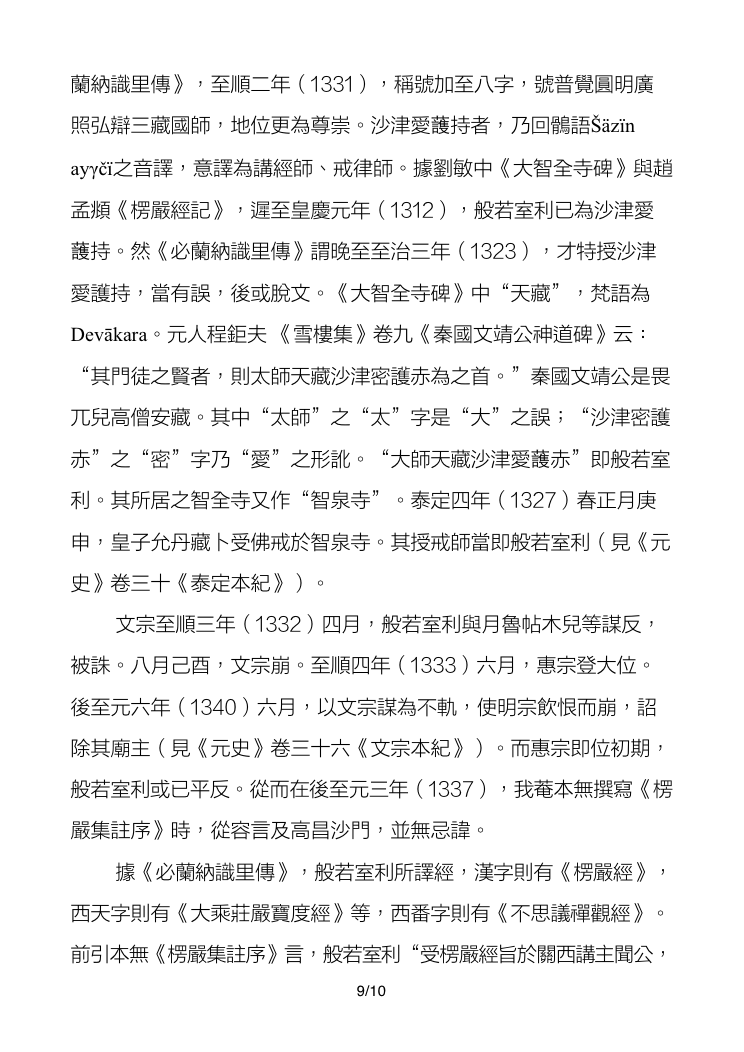 蘭納識里傳》，至順二年（1331），稱號加至八字，號普覺圓明廣
照弘辯三藏國師，地位更為尊崇。沙津愛護持者，乃回鶻語Šäzïn
ayγčï之音譯，意譯為講經師、戒律師。據劉敏中《大智全寺碑》與趙
孟頫《楞嚴經記》，遲至皇慶元年（1312），般若室利已為沙津愛
護持。然《必蘭納識里傳》謂晚至至治三年（1323），才特授沙津
愛護持，當有誤，後或脫文。《大智全寺碑》中“天藏”，梵語為
Devākara。元人程鉅夫 《雪樓集》卷九《秦國文靖公神道碑》云：
“其門徒之賢者，則太師天藏沙津密護赤為之首。”秦國文靖公是畏
兀兒高僧安藏。其中“太師”之“太”字是“大”之誤；“沙津密護
赤”之“密”字乃“愛”之形訛。“大師天藏沙津愛護赤”即般若室
利。其所居之智全寺又作“智泉寺”。泰定四年（1327）春正月庚
申，皇子允丹藏卜受佛戒於智泉寺。其授戒師當即般若室利（見《元
史》卷三十《泰定本紀》）。
文宗至順三年（1332）四月，般若室利與月魯帖木兒等謀反，
被誅。八月己酉，文宗崩。至順四年（1333）六月，惠宗登大位。
後至元六年（1340）六月，以文宗謀為不軌，使明宗飲恨而崩，詔
除其廟主（見《元史》卷三十六《文宗本紀》）。而惠宗即位初期，
般若室利或已平反。從而在後至元三年（1337），我菴本無撰寫《楞
嚴集註序》時，從容言及高昌沙門，並無忌諱。
據《必蘭納識里傳》，般若室利所譯經，漢字則有《楞嚴經》，
西天字則有《大乘莊嚴寶度經》等，西番字則有《不思議禪觀經》。
前引本無《楞嚴集註序》言，般若室利“受楞嚴經旨於關西講主聞公，
9/10